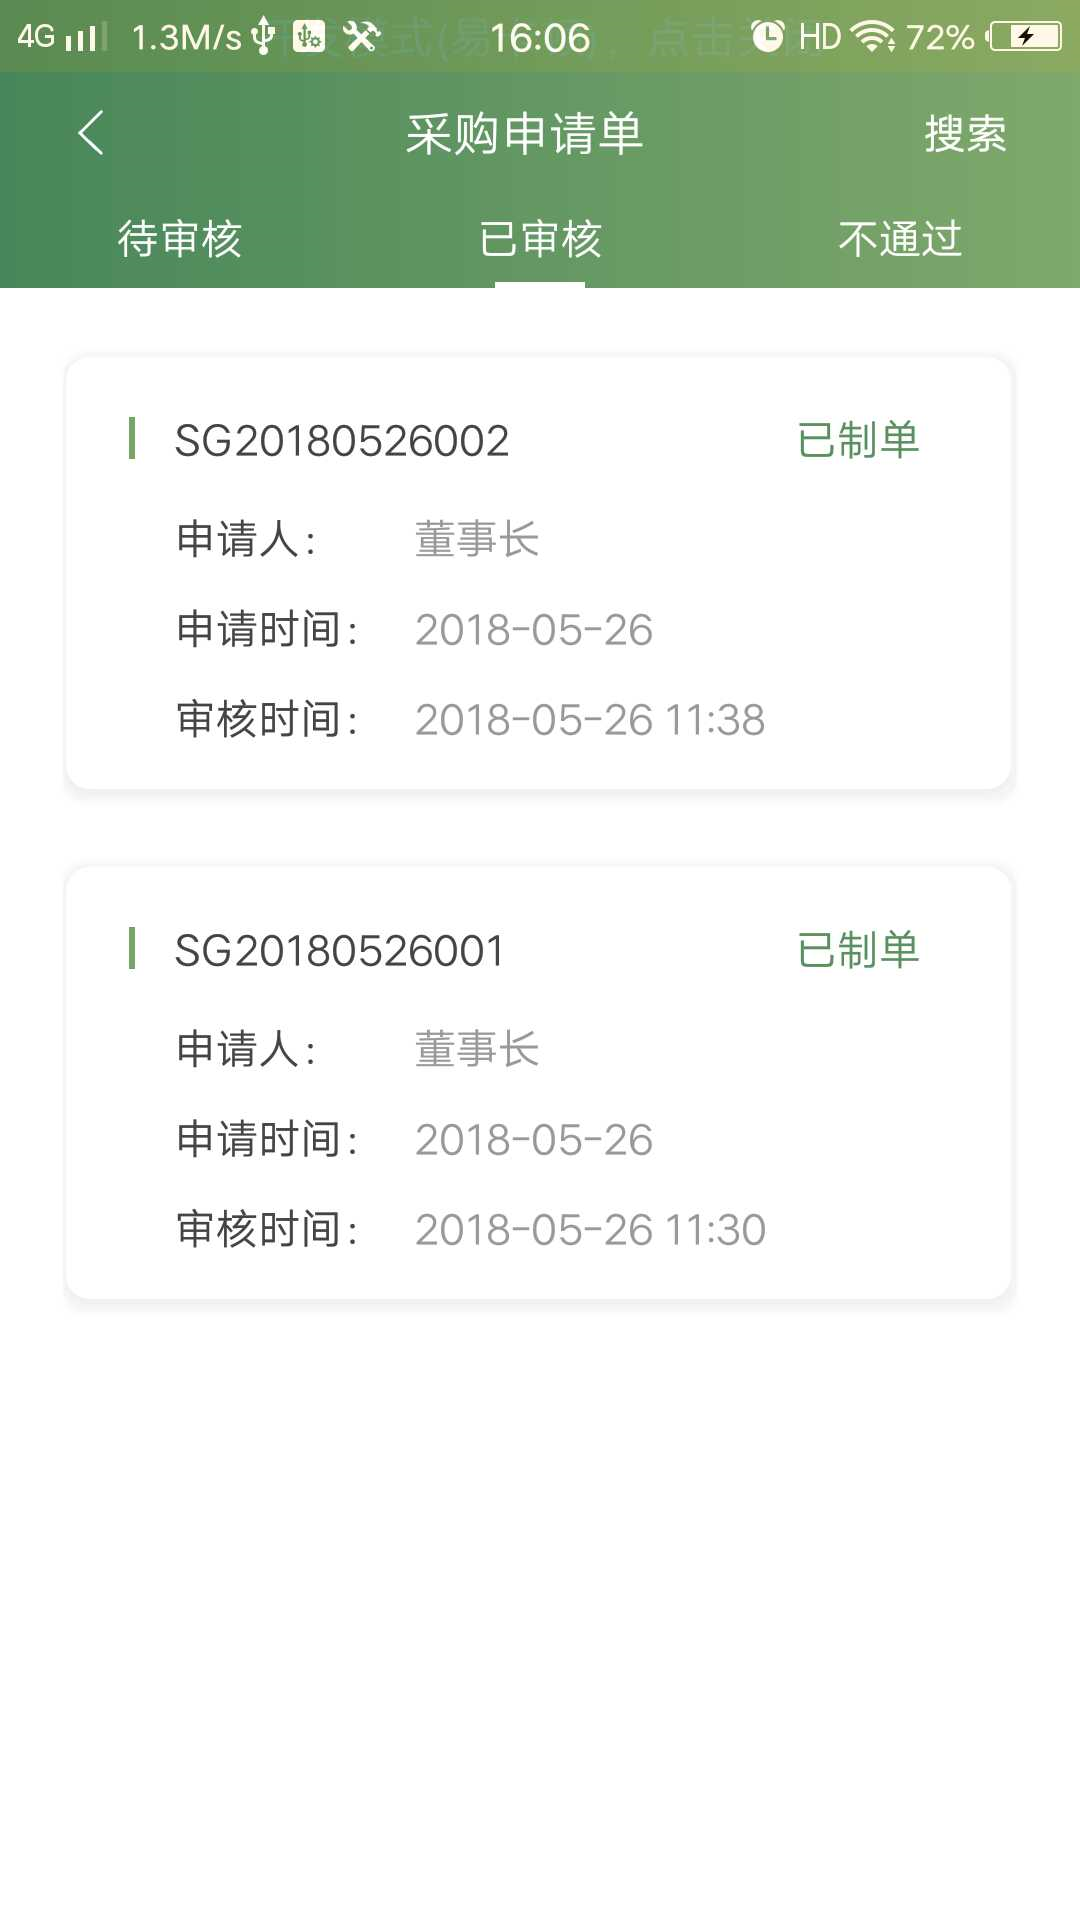 4G 1.3M/s 16:06 HD 72%
采购申请单 搜索
待审核 已审核 不通过
SG20180526002 已制单
申请人: 董事长
申请时间: 2018-05-26
审核时间: 2018-05-26 11:38
SG20180526001 已制单
申请人: 董事长
申请时间: 2018-05-26
审核时间: 2018-05-26 11:30